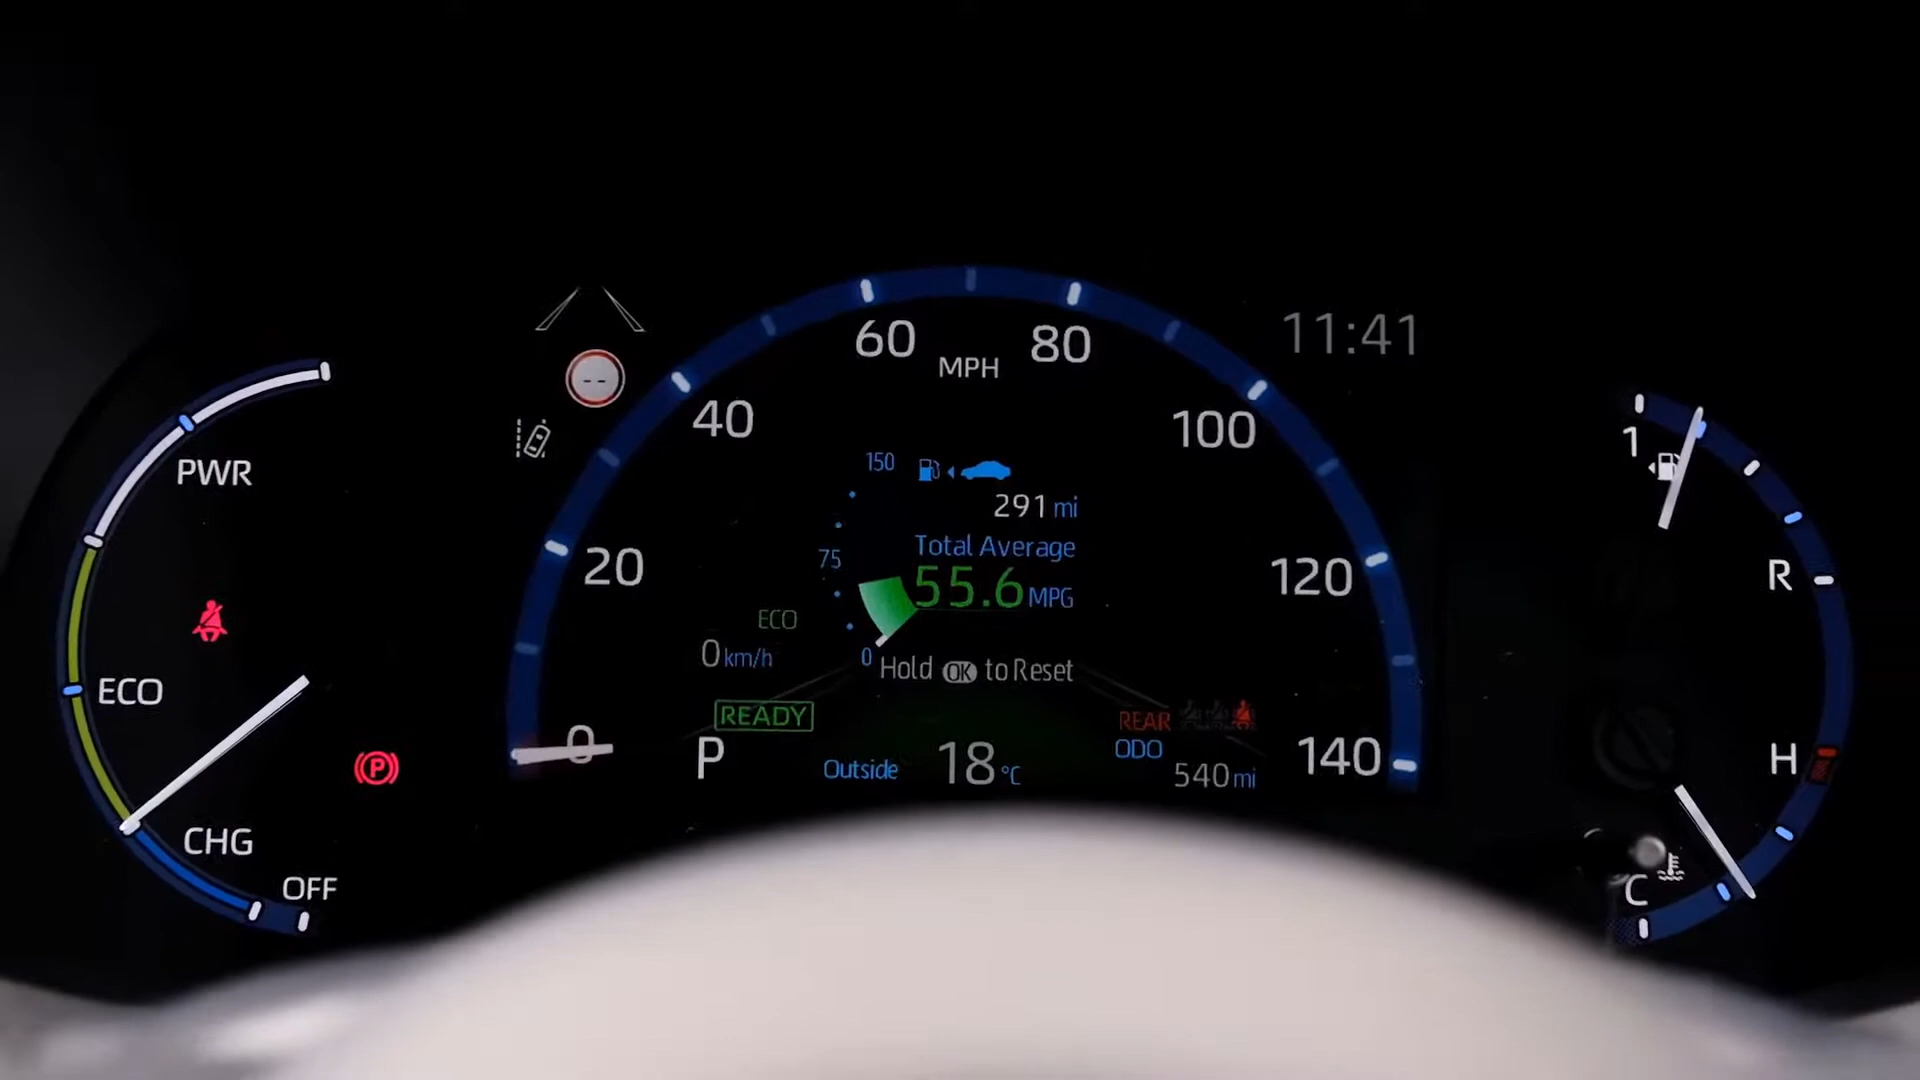 60
80
MPH
11:41
- -
40
100
1
PWR
150
291 mi
20
Total Average
75
55.6 MPG
120
R
ECO
0 km/h
0
Hold OK to Reset
ECO
READY
REAR
0
P
ODO
140
H
Outside
18 °C
540 mi
CHG
OFF
C
P